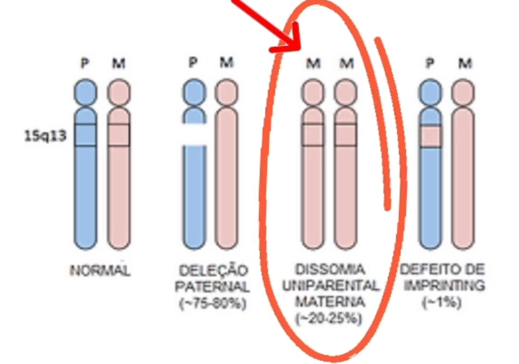 P M
P M
M M
P M
15q13
NORMAL
DELEÇÃO
PATERNAL
(~75-80%)
DISSOMIA
UNIPARENTAL
MATERNA
(~20-25%)
DEFEITO DE
IMPRINTING
(~1%)